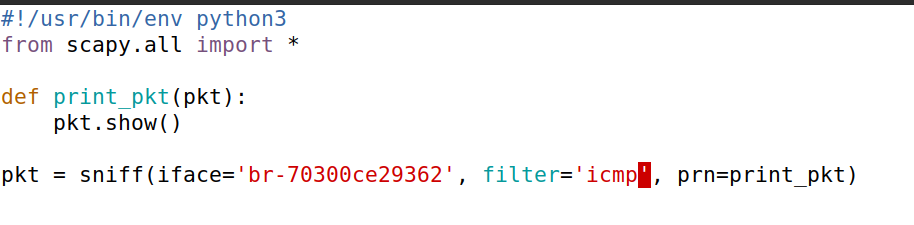 #!/usr/bin/env python3
from scapy.all import *
def print_pkt(pkt):
    pkt.show()
pkt = sniff(iface='br-70300ce29362', filter='icmp', prn=print_pkt)